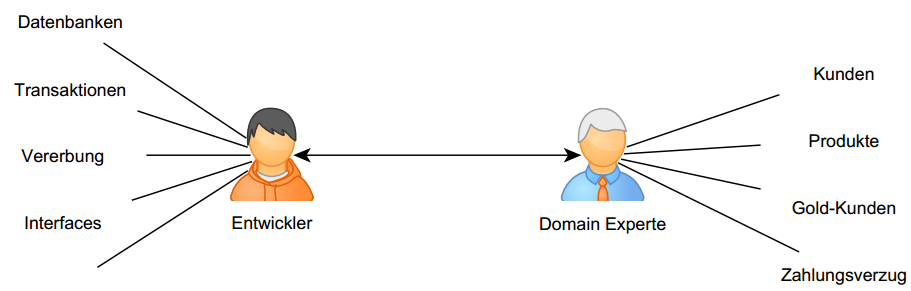 Datenbanken
Transaktionen
Vererbung
Interfaces
Entwickler
Domain Experte
Kunden
Produkte
Gold-Kunden
Zahlungsverzug